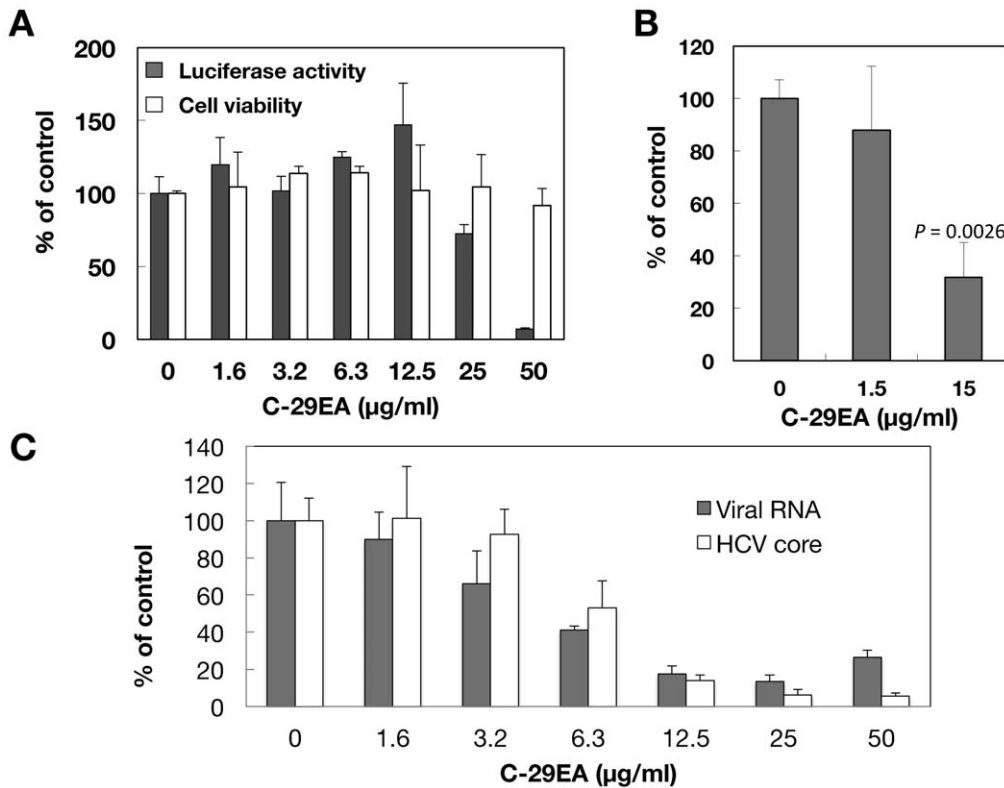 A
200
150
100
50
0
% of control
Luciferase activity
Cell viability
0 1.6 3.2 6.3 12.5 25 50
C-29EA (µg/ml)
B
120
100
80
60
40
20
0
% of control
P = 0.0026
0 1.5 15
C-29EA (µg/ml)
C
140
120
100
80
60
40
20
0
% of control
Viral RNA
HCV core
0 1.6 3.2 6.3 12.5 25 50
C-29EA (µg/ml)